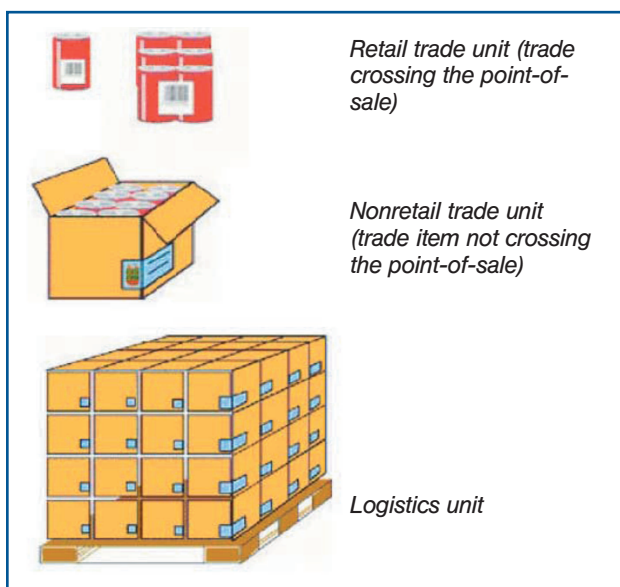 Retail trade unit (trade
crossing the point-of-
sale)
Nonretail trade unit
(trade item not crossing
the point-of-sale)
Logistics unit